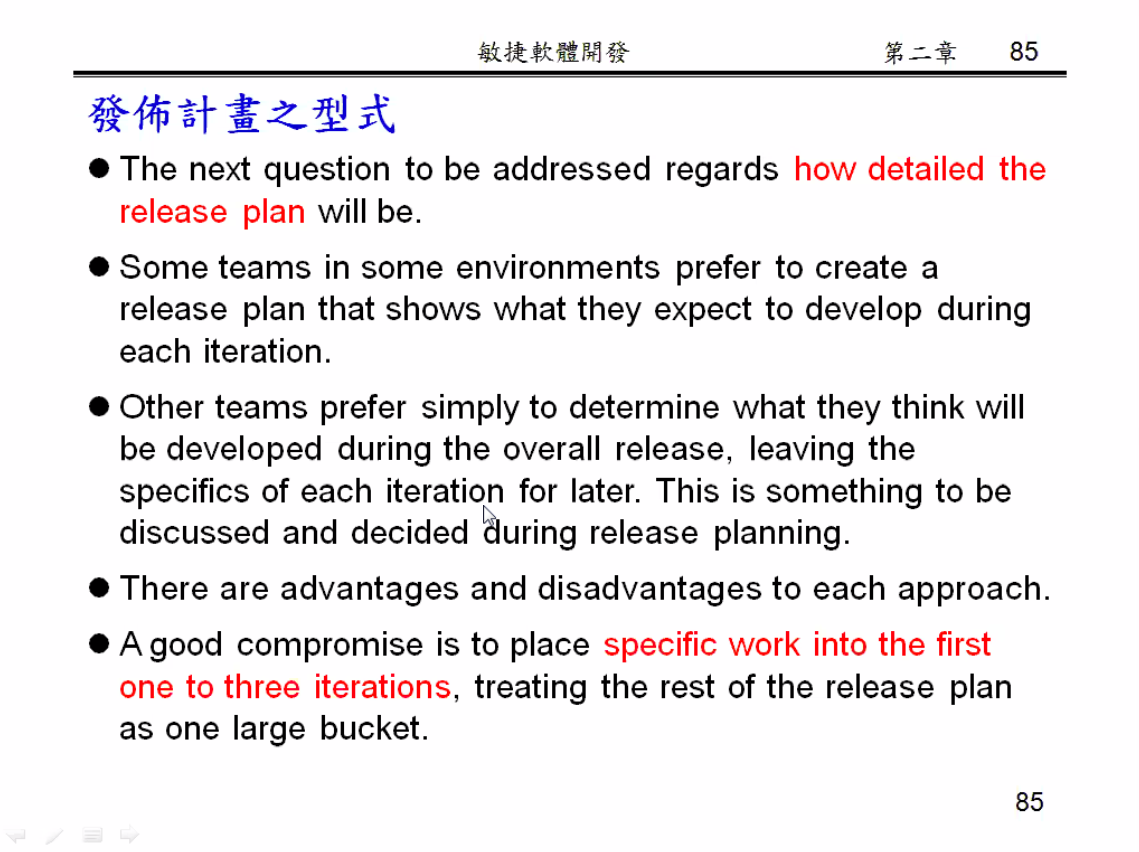 敏捷軟體開發 第二章 85
發佈計畫之型式
● The next question to be addressed regards how detailed the
release plan will be.
● Some teams in some environments prefer to create a
release plan that shows what they expect to develop during
each iteration.
● Other teams prefer simply to determine what they think will
be developed during the overall release, leaving the
specifics of each iteration for later. This is something to be
discussed and decided during release planning.
● There are advantages and disadvantages to each approach.
● A good compromise is to place specific work into the first
one to three iterations, treating the rest of the release plan
as one large bucket.
85